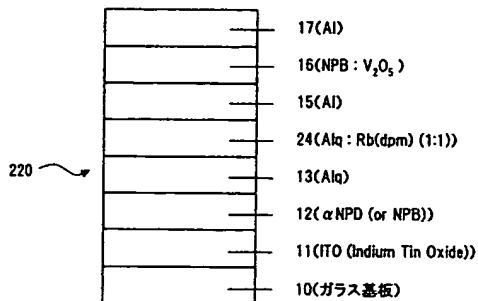 17(Al)
16(NPB : V₂O₅ )
15(Al)
24(Alq : Rb(dpm) (1:1))
220
13(Alq)
12(αNPD (or NPB))
11(ITO (Indium Tin Oxide))
10(ガラス基板)